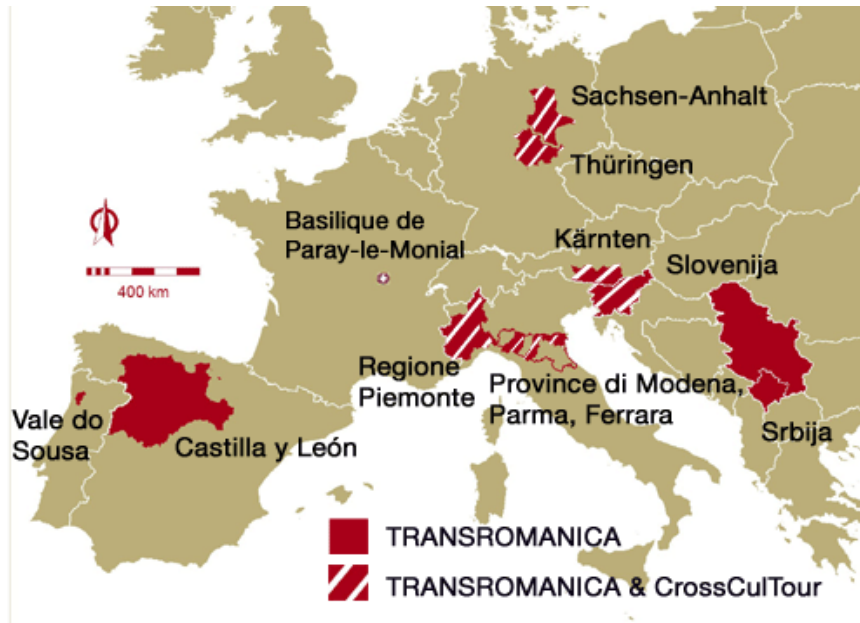 Sachsen-Anhalt
Thüringen
Basilique de
Paray-le-Monial
Kärnten
Slovenija
400 km
Regione
Piemonte
Province di Modena,
Parma, Ferrara
Vale do
Sousa
Castilla y León
Srbija
TRANSROMANICA
TRANSROMANICA & CrossCulTour